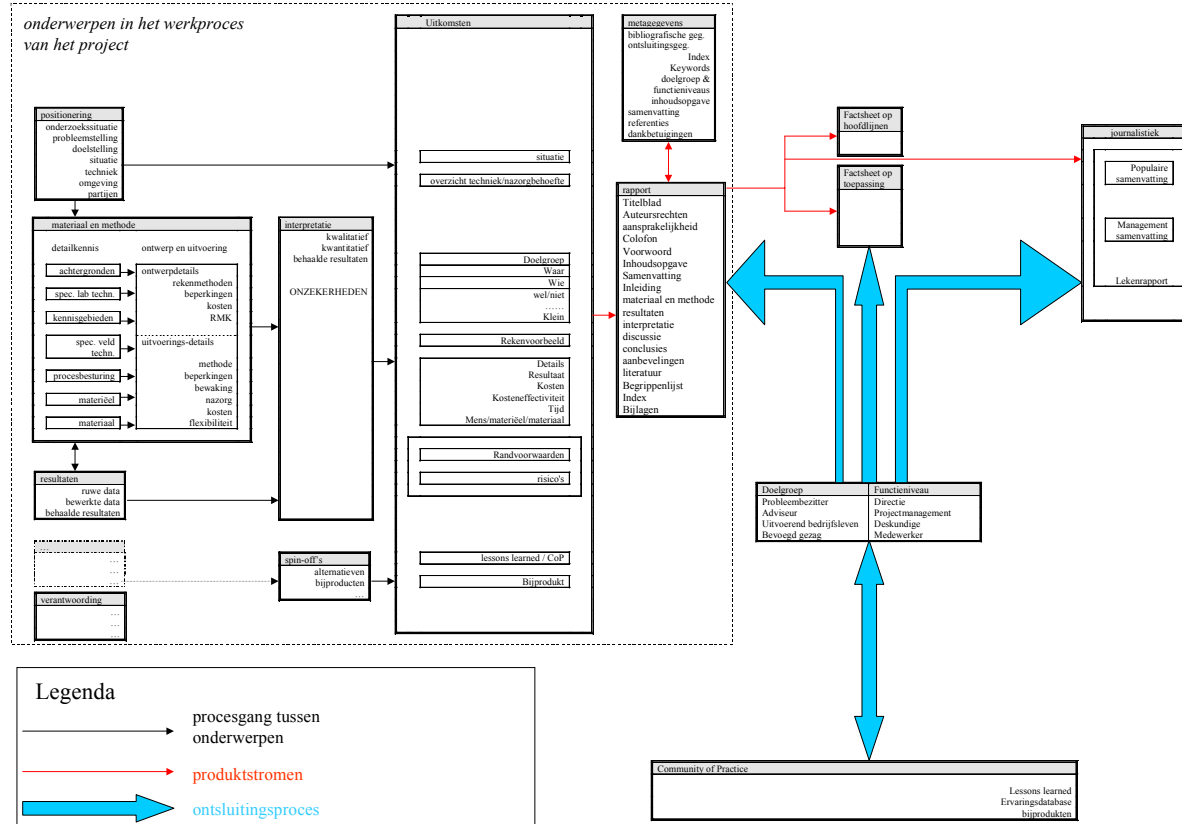 onderwerpen in het werkproces
van het project
positionering
onderzoekssituatie
probleemstelling
doelstelling
situatie
techniek
omgeving
partijen
materiaal en methode
detailkennis
ontwerp en uitvoering
achtergronden
spec. lab techn.
kennisgebieden
spec. veld
techn.
procesbesturing
materiëel
materiaal
ontwerpdetails
rekenmethoden
beperkingen
kosten
RMK
uitvoerings-details
methode
beperkingen
bewaking
nazorg
kosten
flexibiliteit
resultaten
ruwe data
bewerkte data
behaalde resultaten
...
...
...
...
verantwoording
...
...
...
interpretatie
kwalitatief
kwantitatief
behaalde resultaten
ONZEKERHEDEN
spin-off's
alternatieven
bijproducten
...
Uitkomsten
situatie
overzicht techniek/nazorgbehoefte
Doelgroep
Waar
Wie
wel/niet
......
Klein
Rekenvoorbeeld
Details
Resultaat
Kosten
Kosteneffectiviteit
Tijd
Mens/materiëel/materiaal
Randvoorwaarden
risico's
lessons learned / CoP
Bijprodukt
metagegevens
bibliografische geg.
ontsluitingsgeg.
Index
Keywords
doelgroep &
functieniveaus
inhoudsopgave
samenvatting
referenties
dankbetuigingen
rapport
Titelblad
Auteursrechten
aansprakelijkheid
Colofon
Voorwoord
Inhoudsopgave
Samenvatting
Inleiding
materiaal en methode
resultaten
interpretatie
discussie
conclusies
aanbevelingen
literatuur
Begrippenlijst
Index
Bijlagen
Factsheet op
hoofdlijnen
Factsheet op
toepassing
journalistiek
Populaire
samenvatting
Management
samenvatting
Lekenrapport
Doelgroep
Probleembezitter
Adviseur
Uitvoerend bedrijfsleven
Bevoegd gezag
Functieniveau
Directie
Projectmanagement
Deskundige
Medewerker
Community of Practice
Lessons learned
Ervaringsdatabase
bijprodukten
Legenda
procesgang tussen
onderwerpen
produktstromen
ontsluitingsproces